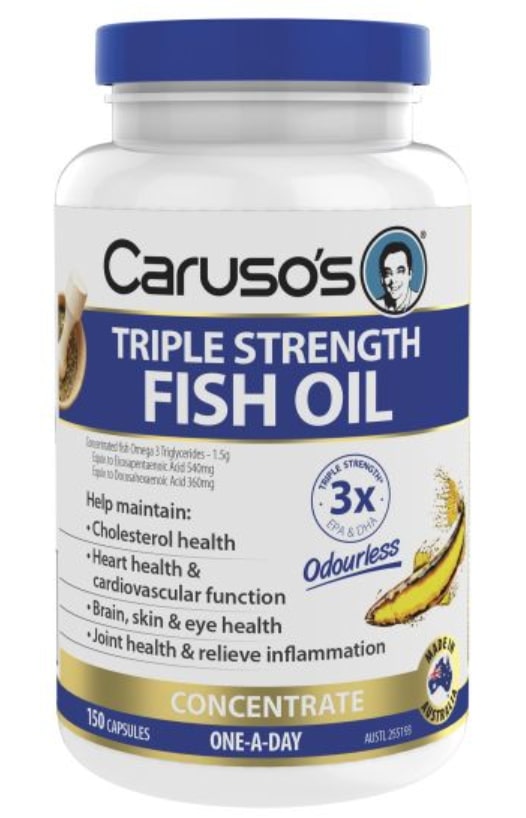 Caruso's
®
TRIPLE STRENGTH
FISH OIL
Concentrated fish Omega 3 Triglycerides - 1.5g
Equiv. to Eicosapentaenoic Acid 540mg
Equiv. to Docosahexaenoic Acid 360mg
Help maintain:
• Cholesterol health
• Heart health &
cardiovascular function
• Brain, skin & eye health
• Joint health & relieve inflammation
TRIPLE STRENGTH*
3x
EPA & DHA
Odourless
MADE IN
AUSTRALIA
CONCENTRATE
150 CAPSULES
ONE-A-DAY
AUSTL 255193